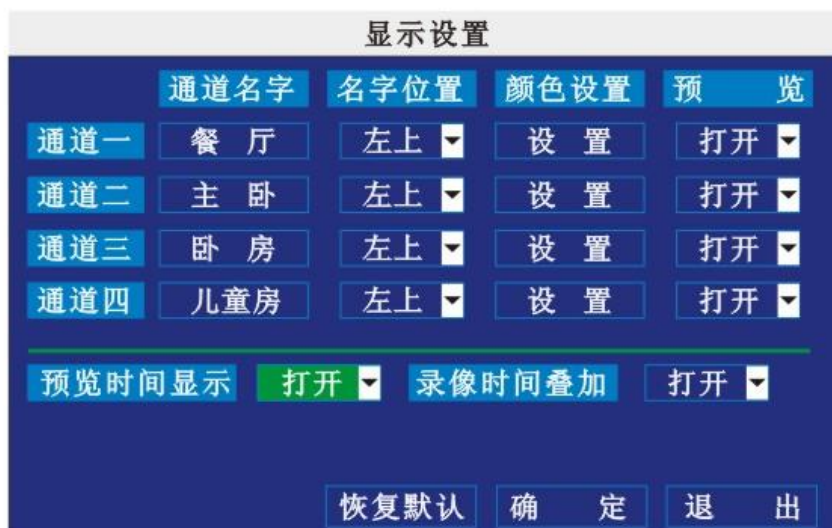 显示设置
通道名字 名字位置 颜色设置 预 览
通道一 餐 厅 左上 设 置 打开
通道二 主 卧 左上 设 置 打开
通道三 卧 房 左上 设 置 打开
通道四 儿童房 左上 设 置 打开
预览时间显示 打开 录像时间叠加 打开
恢复默认 确 定 退 出